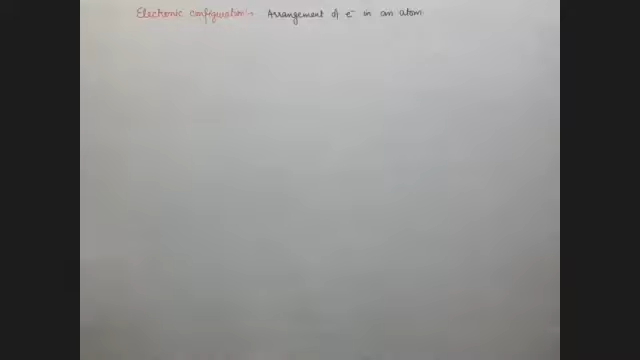 Electronic configuration:- Arrangement of e⁻ in an atom.